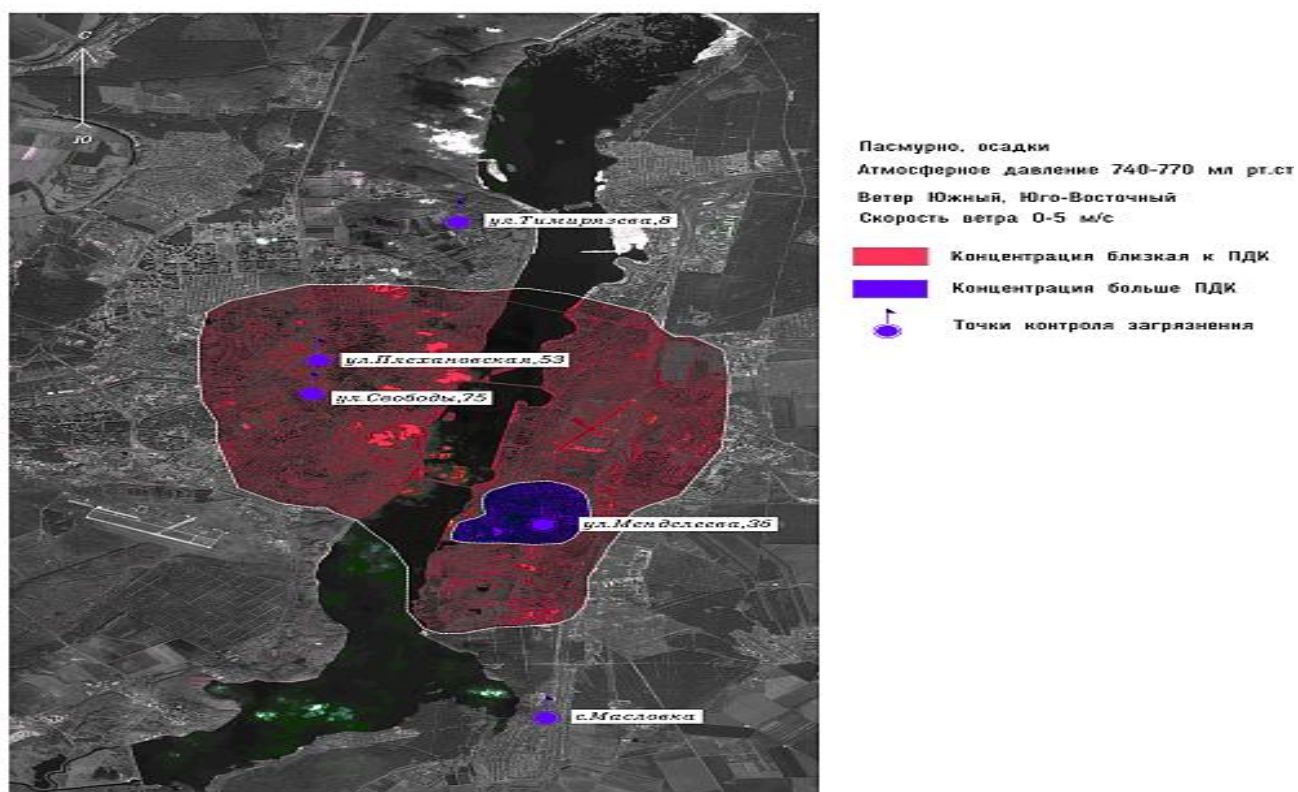 С
Ю
ул.Тимирязева,8
ул.Плехановская,53
ул.Свободы,75
ул.Менделеева,3б
с.Масловка
Пасмурно, осадки
Атмосферное давление 740-770 мл рт.ст
Ветер Южный, Юго-Восточный
Скорость ветра 0-5 м/с
Концентрация близкая к ПДК
Концентрация больше ПДК
Точки контроля загрязнения